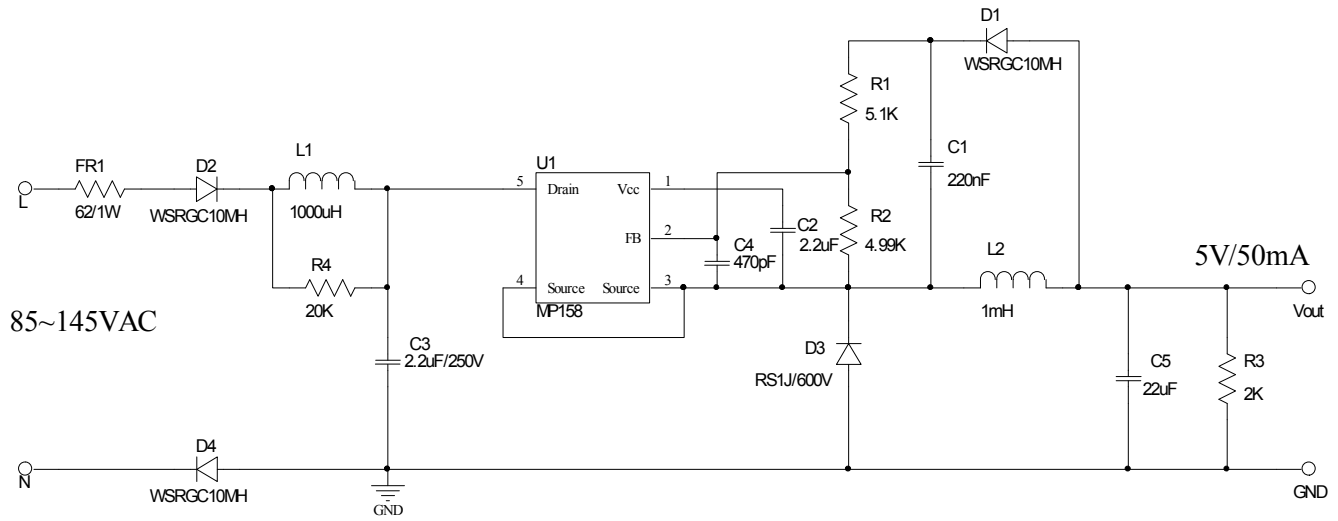 D1
WSRGC10MH
R1
5.1K
C1
220nF
FR1
62/1W
L
D2
WSRGC10MH
L1
1000uH
R4
20K
U1
5
Drain
Vcc
1
FB
2
4
Source
Source
3
MP158
C4
470pF
C2
2.2uF
R2
4.99K
L2
1mH
5V/50mA
Vout
85~145VAC
C3
2.2uF/250V
D3
RS1J/600V
C5
22uF
R3
2K
N
D4
WSRGC10MH
GND
GND